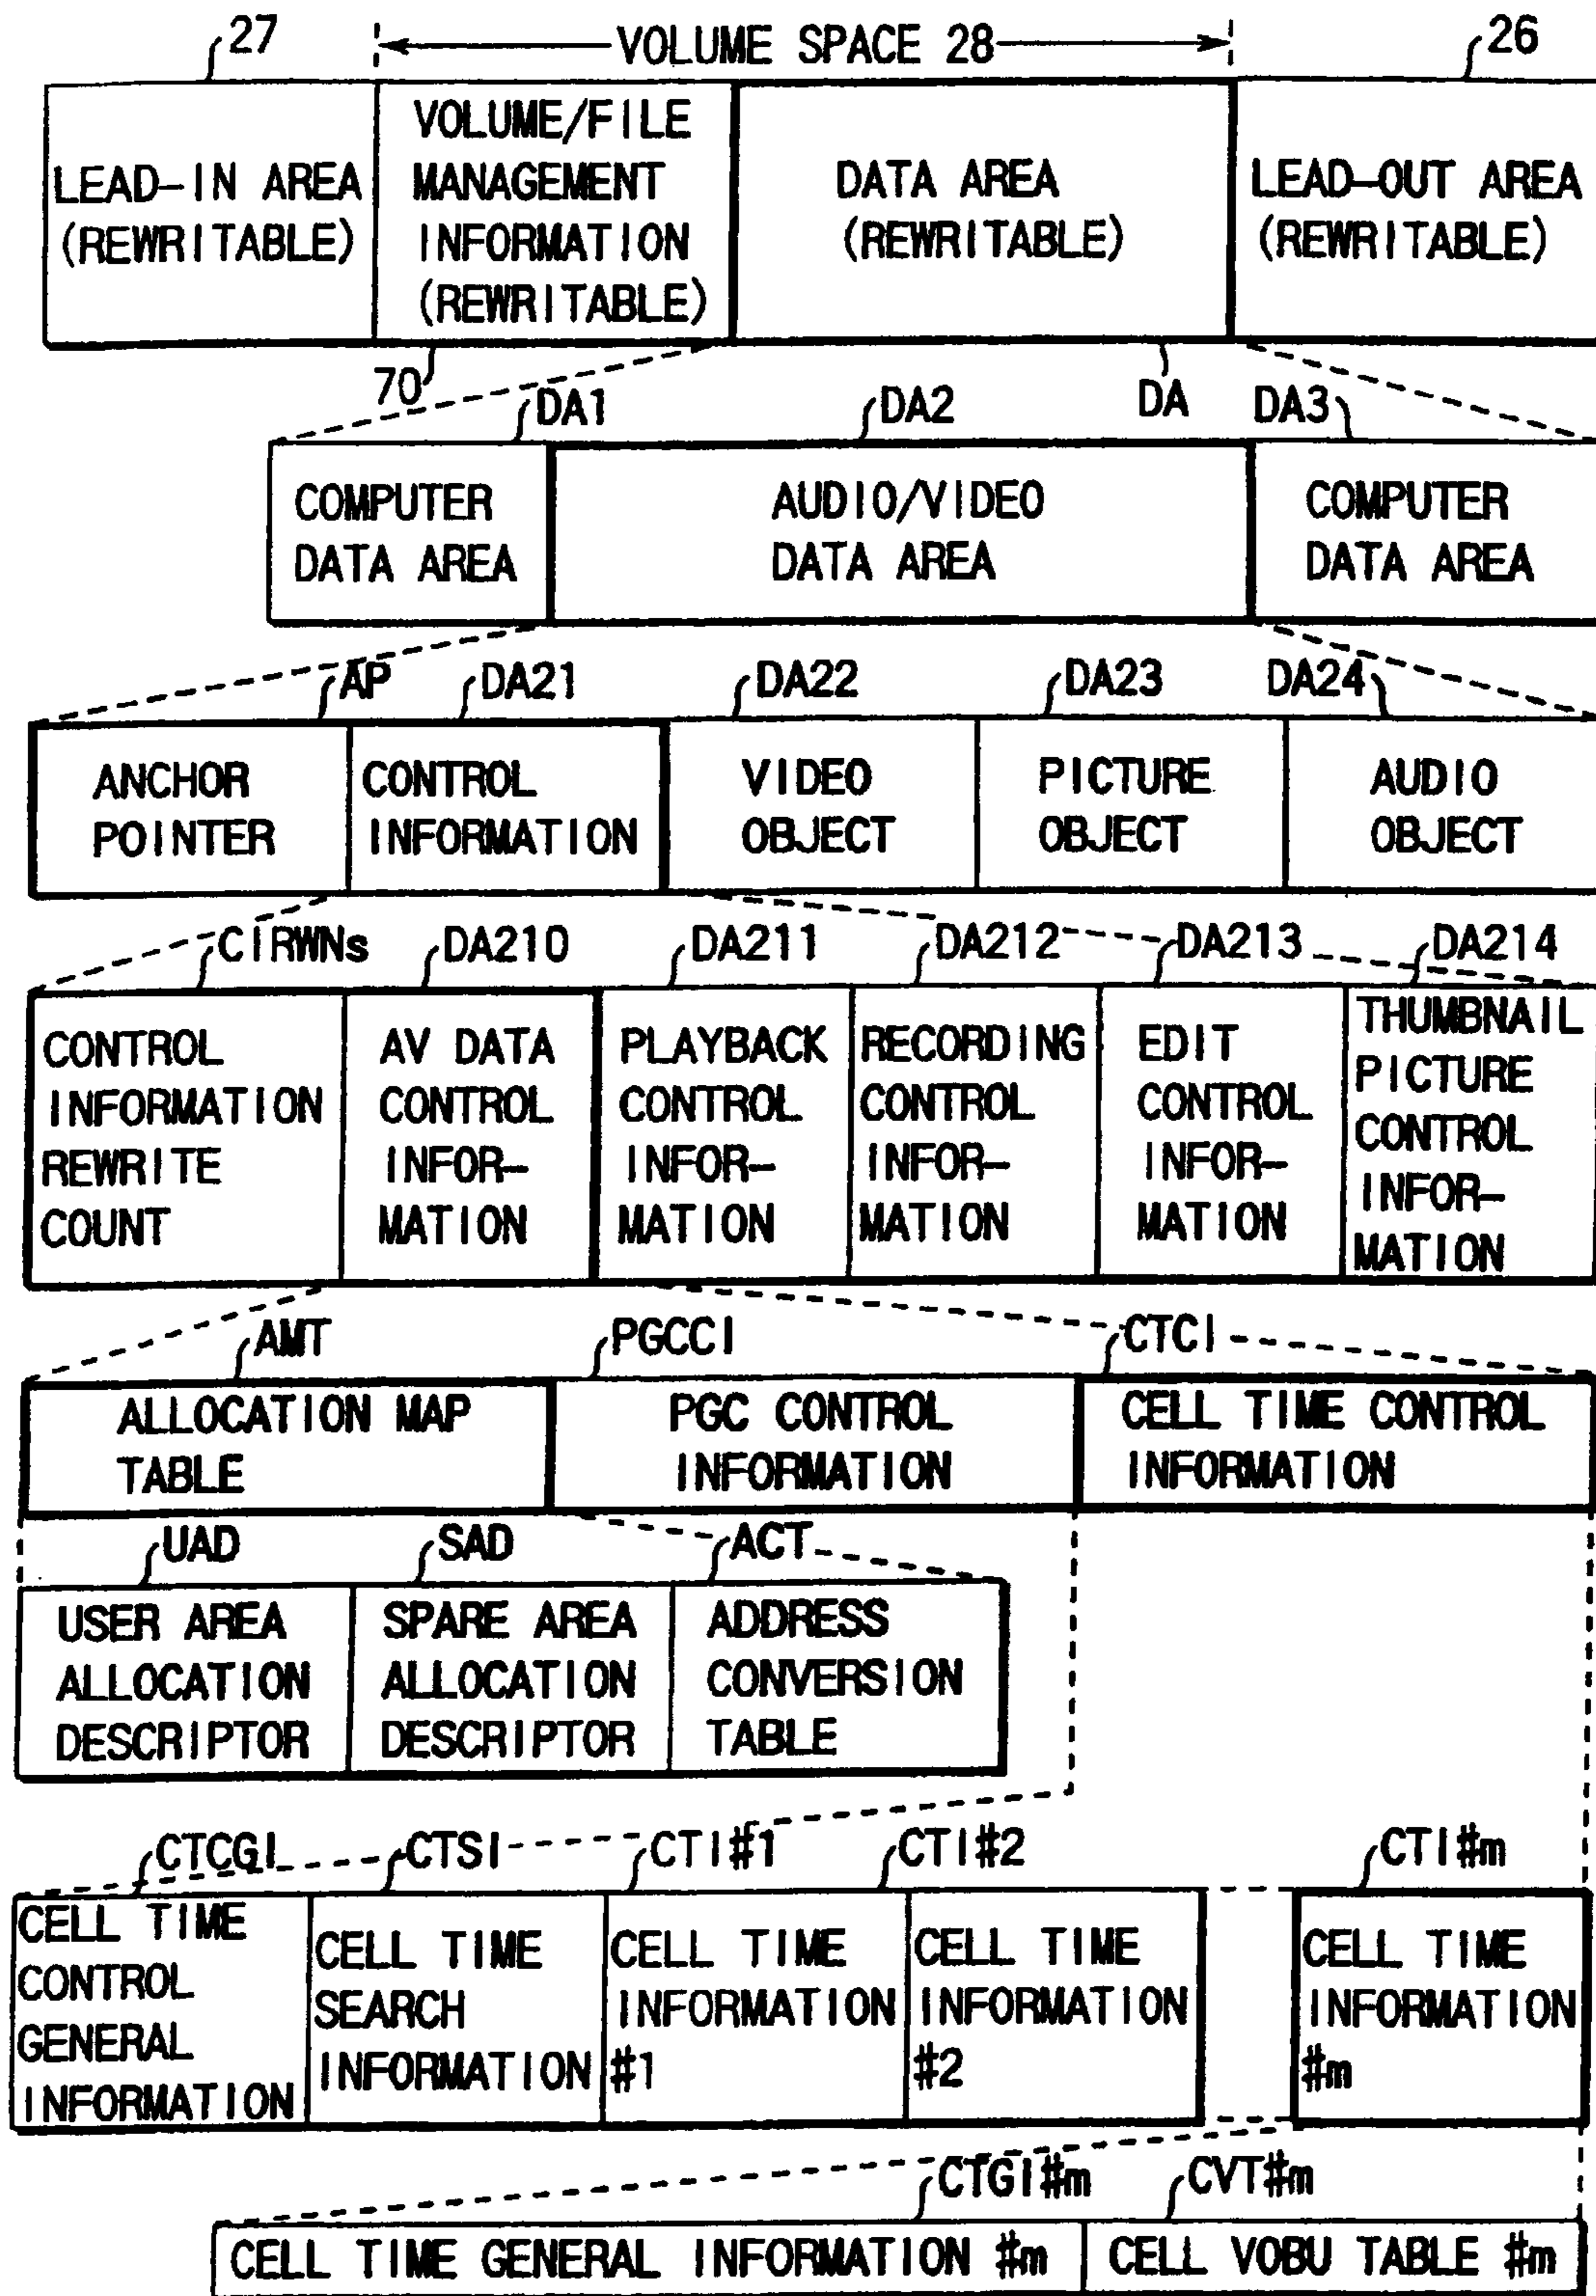 27
VOLUME SPACE 28
26
LEAD-IN AREA
(REWRITABLE)
VOLUME/FILE
MANAGEMENT
INFORMATION
(REWRITABLE)
DATA AREA
(REWRITABLE)
LEAD-OUT AREA
(REWRITABLE)
70
DA1
DA2
DA
DA3
COMPUTER
DATA AREA
AUDIO/VIDEO
DATA AREA
COMPUTER
DATA AREA
AP
DA21
DA22
DA23
DA24
ANCHOR
POINTER
CONTROL
INFORMATION
VIDEO
OBJECT
PICTURE
OBJECT
AUDIO
OBJECT
CIRWNs
DA210
DA211
DA212
DA213
DA214
CONTROL
INFORMATION
REWRITE
COUNT
AV DATA
CONTROL
INFOR-
MATION
PLAYBACK
CONTROL
INFOR-
MATION
RECORDING
CONTROL
INFOR-
MATION
EDIT
CONTROL
INFOR-
MATION
THUMBNAIL
PICTURE
CONTROL
INFOR-
MATION
AMT
PGCCI
CTCI
ALLOCATION MAP
TABLE
PGC CONTROL
INFORMATION
CELL TIME CONTROL
INFORMATION
UAD
SAD
ACT
USER AREA
ALLOCATION
DESCRIPTOR
SPARE AREA
ALLOCATION
DESCRIPTOR
ADDRESS
CONVERSION
TABLE
CTCGI
CTSI
CTI#1
CTI#2
CTI#m
CELL TIME
CONTROL
GENERAL
INFORMATION
CELL TIME
SEARCH
INFORMATION
CELL TIME
INFORMATION
#1
CELL TIME
INFORMATION
#2
CELL TIME
INFORMATION
#m
CTGI#m
CVT#m
CELL TIME GENERAL INFORMATION #m
CELL VOBU TABLE #m